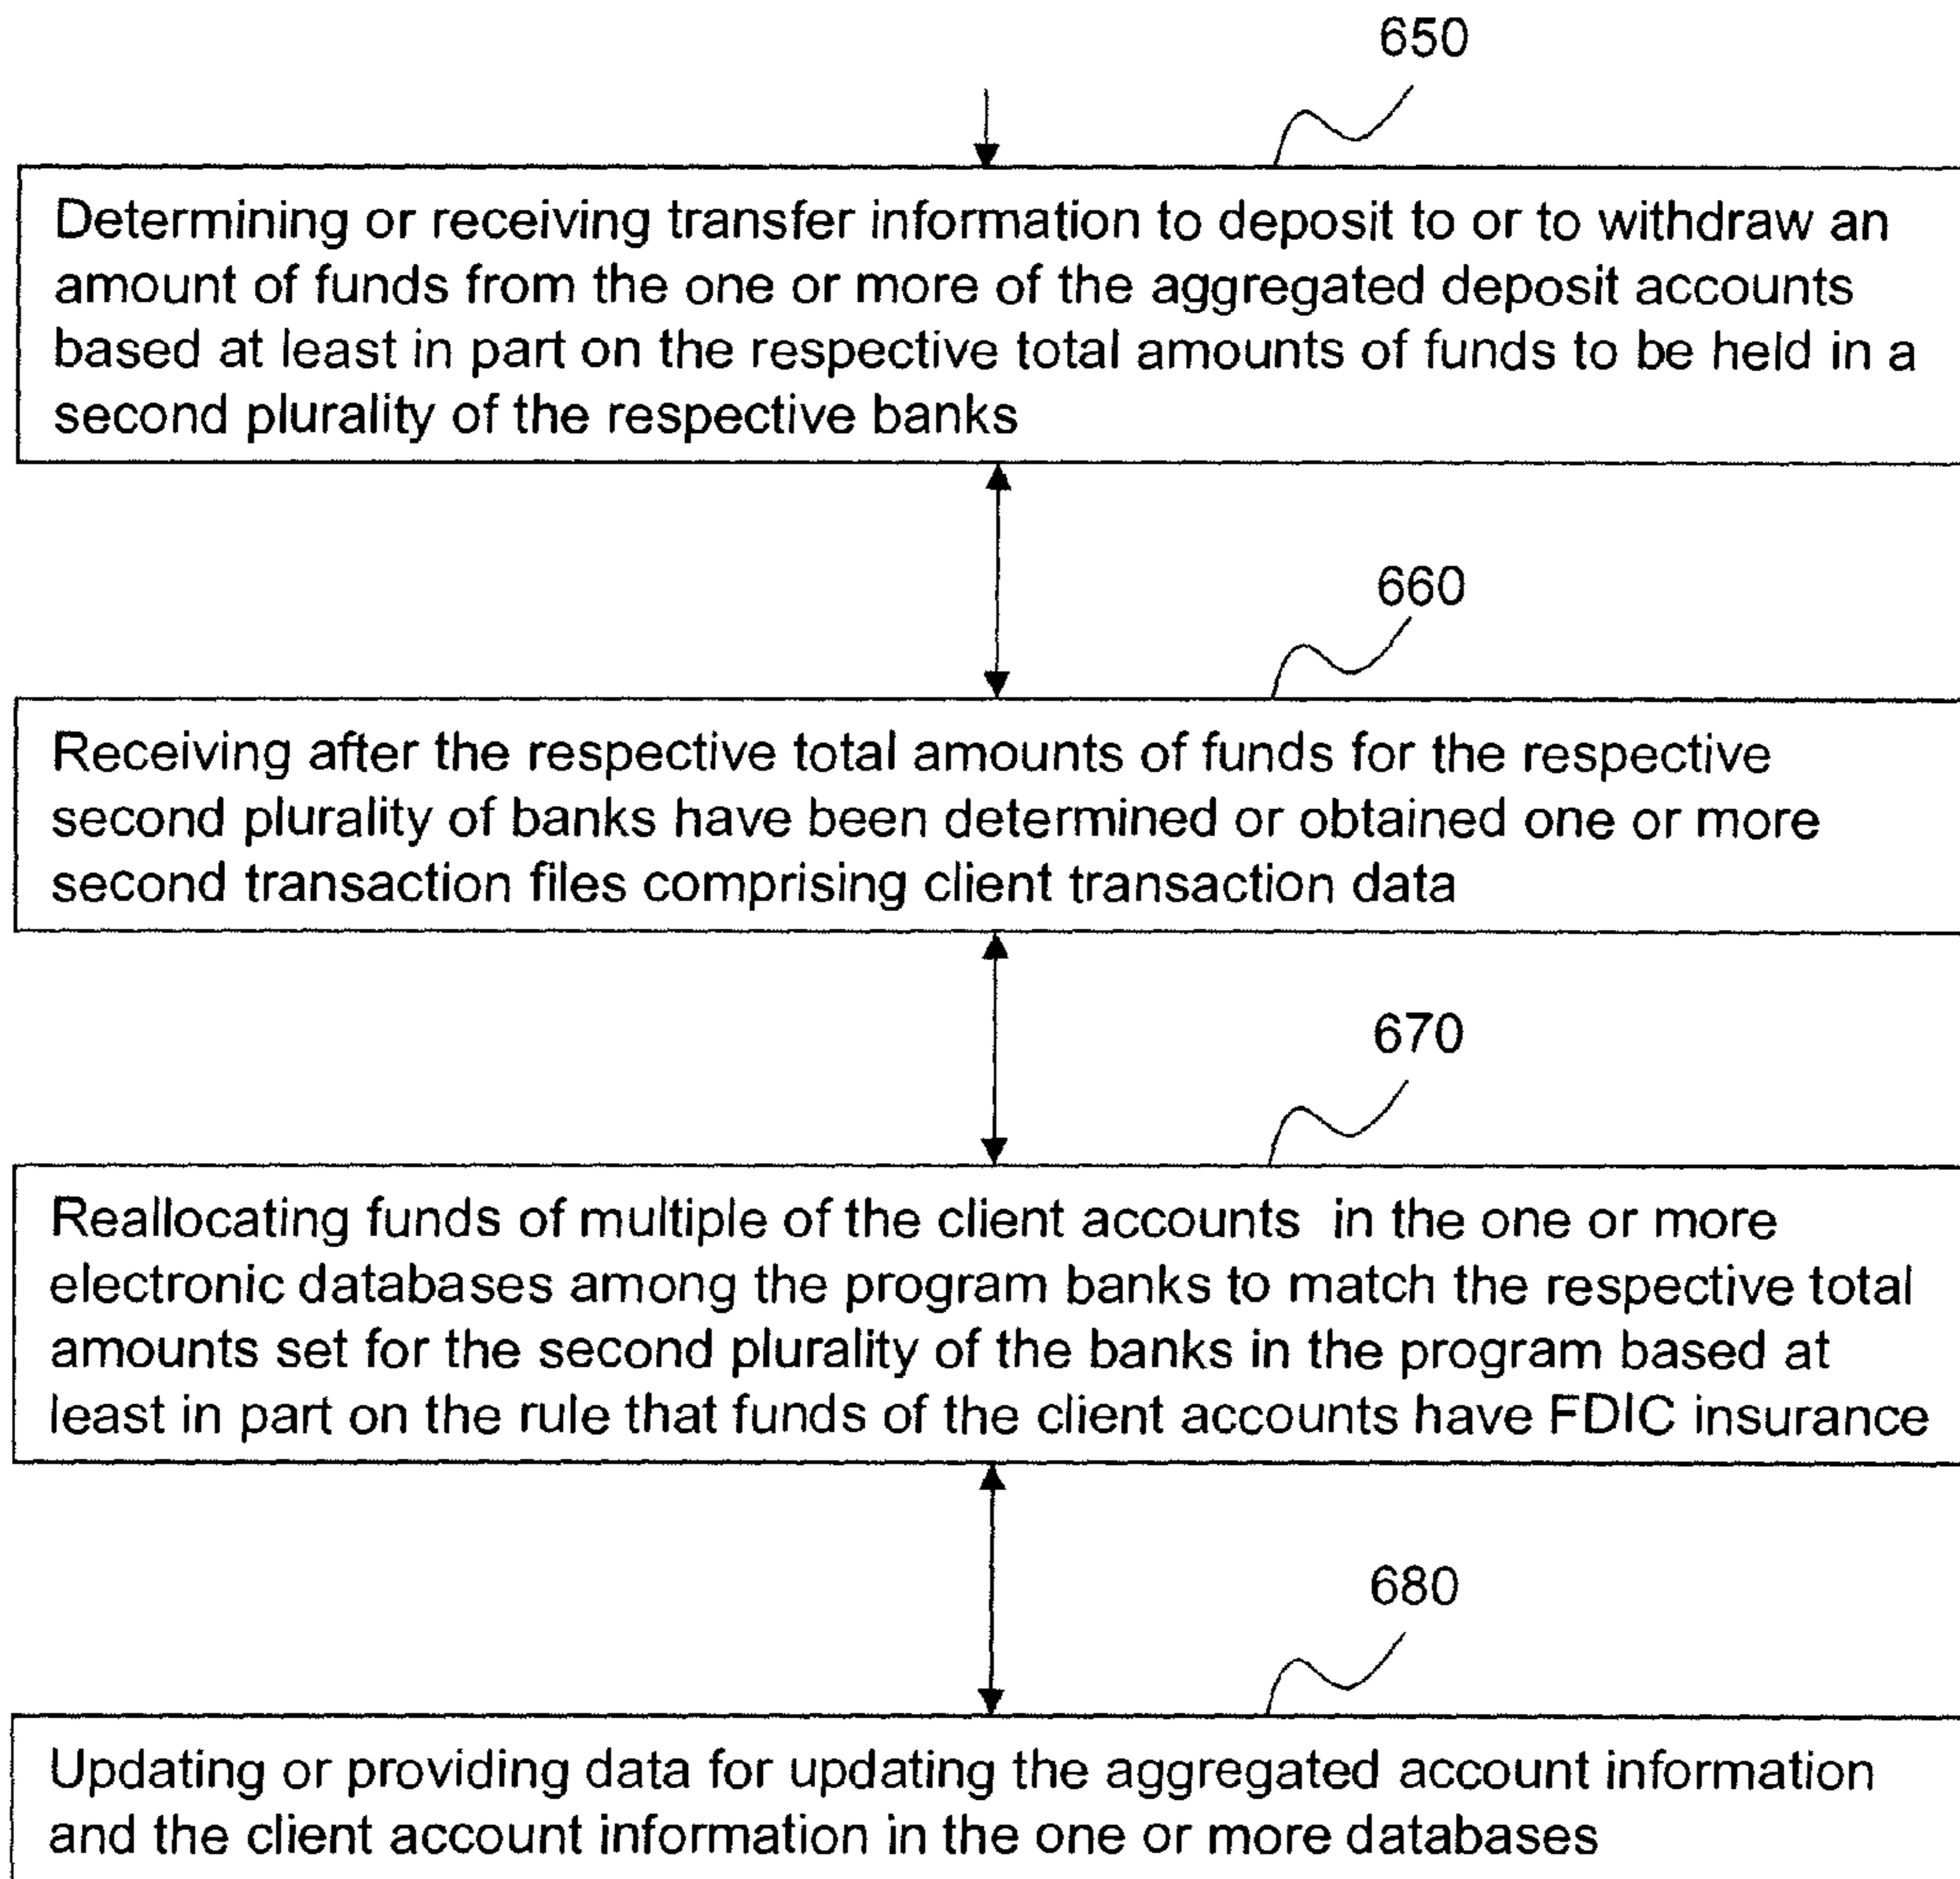 650
Determining or receiving transfer information to deposit to or to withdraw an
amount of funds from the one or more of the aggregated deposit accounts
based at least in part on the respective total amounts of funds to be held in a
second plurality of the respective banks
660
Receiving after the respective total amounts of funds for the respective
second plurality of banks have been determined or obtained one or more
second transaction files comprising client transaction data
670
Reallocating funds of multiple of the client accounts in the one or more
electronic databases among the program banks to match the respective total
amounts set for the second plurality of the banks in the program based at
least in part on the rule that funds of the client accounts have FDIC insurance
680
Updating or providing data for updating the aggregated account information
and the client account information in the one or more databases